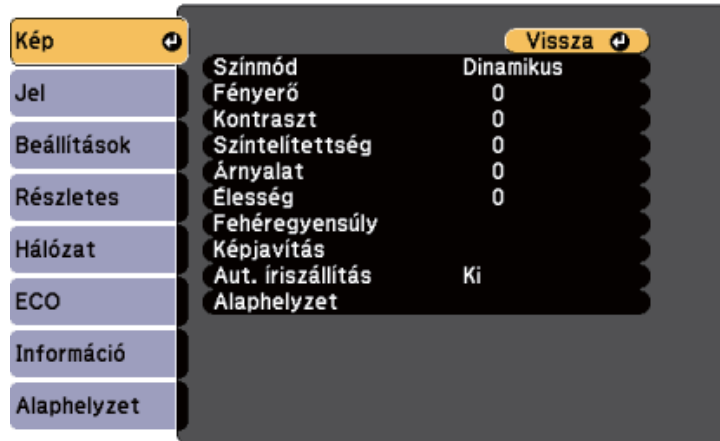 Kép
Jel
Beállítások
Részletes
Hálózat
ECO
Információ
Alaphelyzet
Vissza
Színmód Dinamikus
Fényerő 0
Kontraszt 0
Színtelítettség 0
Árnyalat 0
Élesség 0
Fehéregyensúly
Képjavítás
Aut. íriszállítás Ki
Alaphelyzet